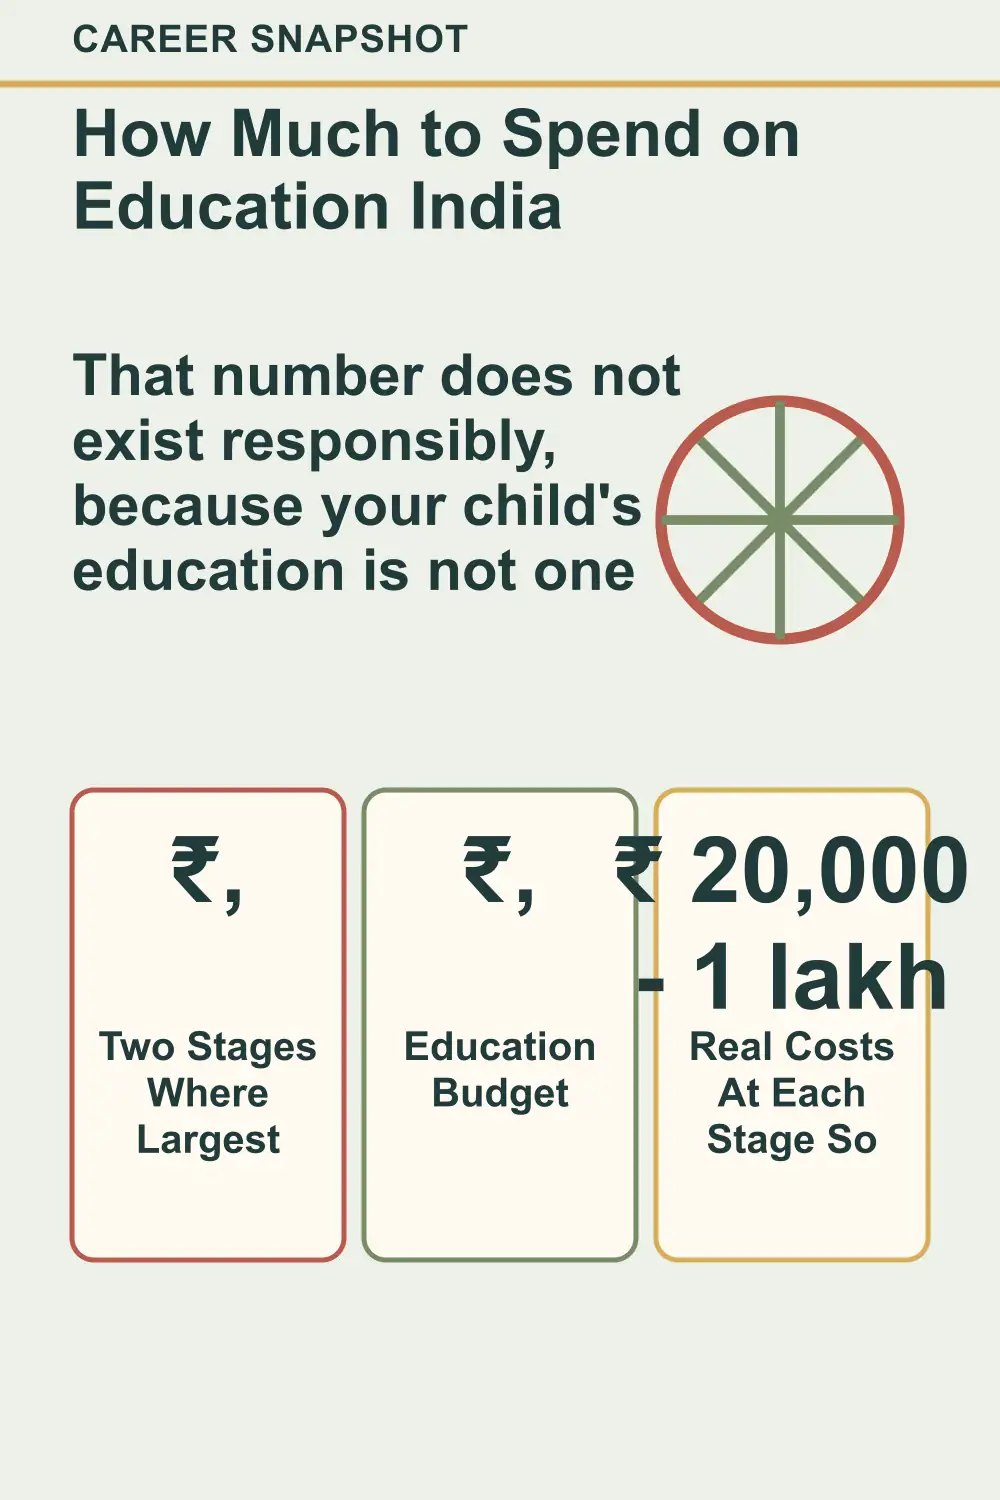 CAREER SNAPSHOT
How Much to Spend on
Education India
That number does not
exist responsibly,
because your child's
education is not one
₹,
Two Stages
Where
Largest
₹,
Education
Budget
₹ 20,000
- 1 lakh
Real Costs
At Each
Stage So